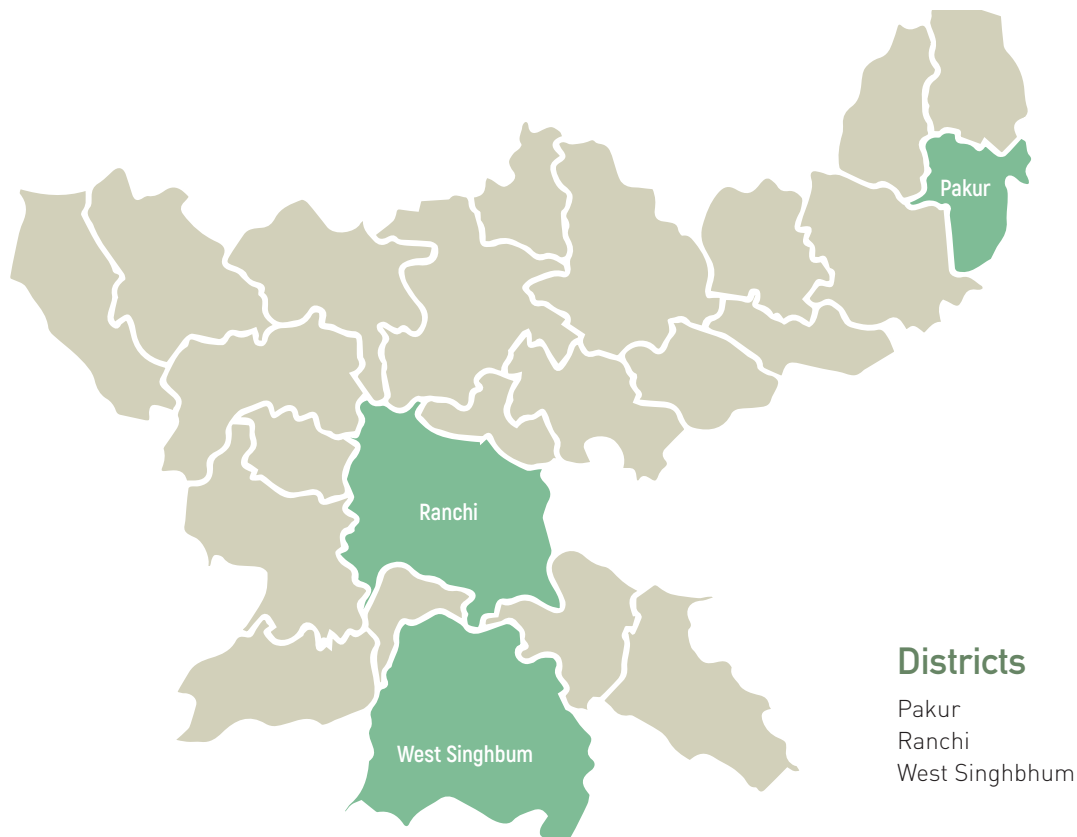 Pakur
Ranchi
West Singhbum
Districts
Pakur
Ranchi
West Singhbhum